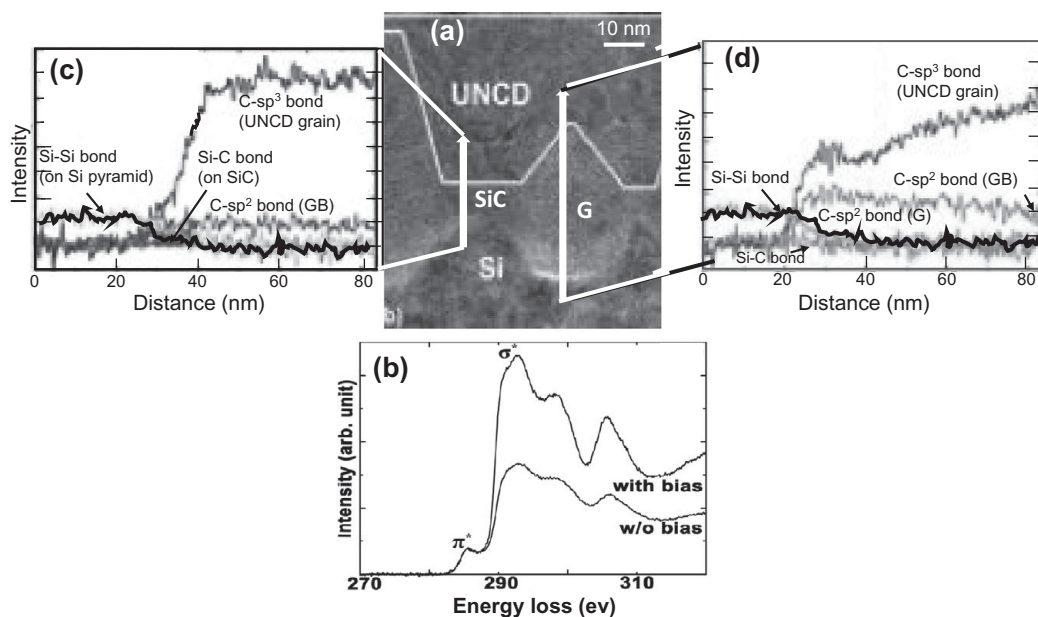 (c)
C-sp³ bond
(UNCD grain)
Si-Si bond
(on Si pyramid)
Si-C bond
(on SiC)
C-sp² bond (GB)
Intensity
0 20 40 60 80
Distance (nm)
(a)
10 nm
UNCD
SiC
G
Si
(d)
C-sp³ bond
(UNCD grain)
Si-Si bond
C-sp² bond (GB)
C-sp² bond (G)
Si-C bond
Intensity
0 20 40 60 80
Distance (nm)
(b)
σ*
π*
with bias
w/o bias
Intensity (arb. unit)
270 290 310
Energy loss (ev)